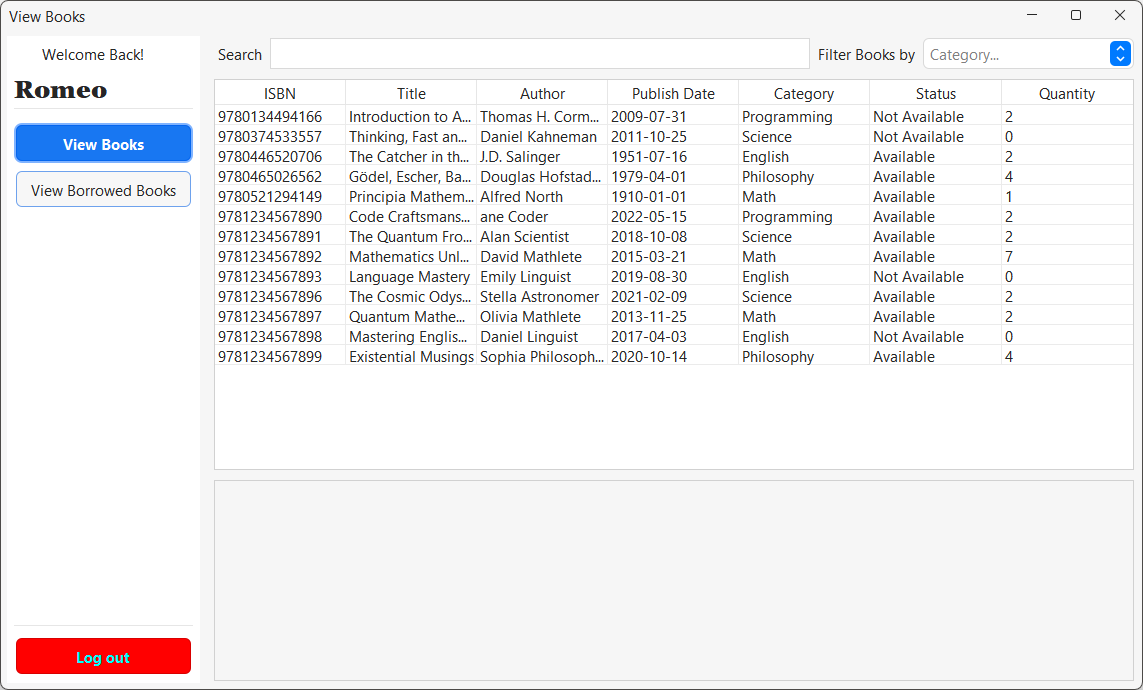 View Books
Welcome Back!
Romeo
View Books
View Borrowed Books
Log out
Search
Filter Books by Category...
ISBN Title Author Publish Date Category Status Quantity
9780134494166 Introduction to A... Thomas H. Corm... 2009-07-31 Programming Not Available 2
9780374533557 Thinking, Fast an... Daniel Kahneman 2011-10-25 Science Not Available 0
9780446520706 The Catcher in th... J.D. Salinger 1951-07-16 English Available 2
9780465026562 Gödel, Escher, Ba... Douglas Hofstad... 1979-04-01 Philosophy Available 4
9780521294149 Principia Mathem... Alfred North 1910-01-01 Math Available 1
9781234567890 Code Craftsmans... ane Coder 2022-05-15 Programming Available 2
9781234567891 The Quantum Fro... Alan Scientist 2018-10-08 Science Available 2
9781234567892 Mathematics Unl... David Mathlete 2015-03-21 Math Available 7
9781234567893 Language Mastery Emily Linguist 2019-08-30 English Not Available 0
9781234567896 The Cosmic Odys... Stella Astronomer 2021-02-09 Science Available 2
9781234567897 Quantum Mathe... Olivia Mathlete 2013-11-25 Math Available 2
9781234567898 Mastering Englis... Daniel Linguist 2017-04-03 English Not Available 0
9781234567899 Existential Musings Sophia Philosoph... 2020-10-14 Philosophy Available 4